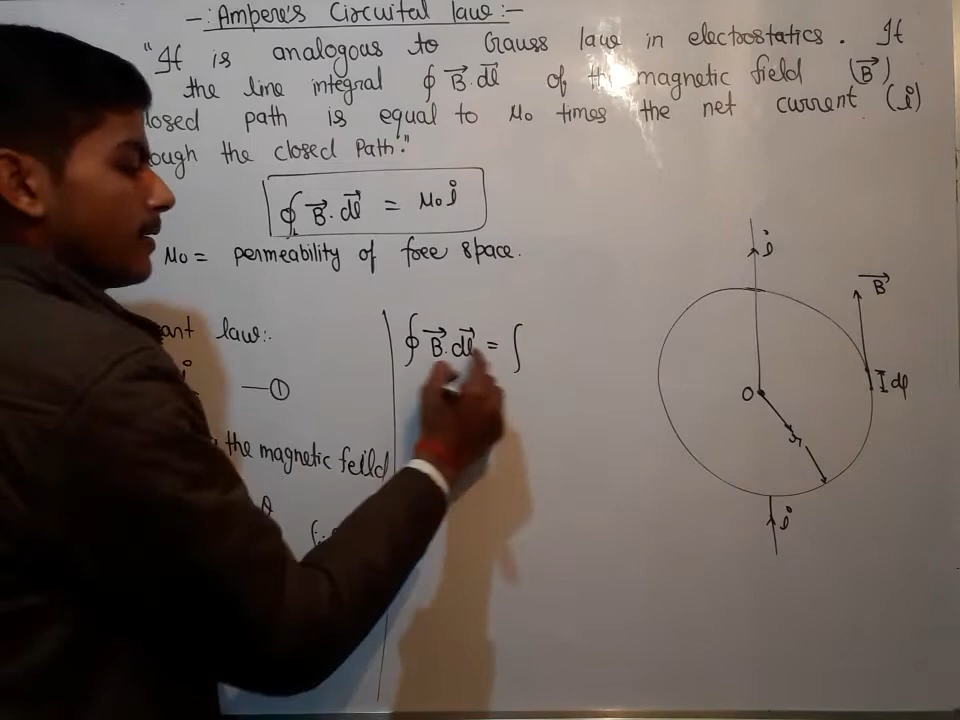 -:Ampere's Circuital law:-
"It is analogous to Gauss law in electrostatics. It
the line integral ∮ B⃗.dl⃗ of the magnetic field (B⃗)
losed path is equal to μ₀ times the net current (i)
ough the closed Path."
∮ B⃗.dl⃗ = μ₀i
μ₀ = permeability of free space.
ant law:-
∮ B⃗.dl⃗ = ∫
i
—①
the magnetic feild
θ
i
B⃗
dl
O
r
i